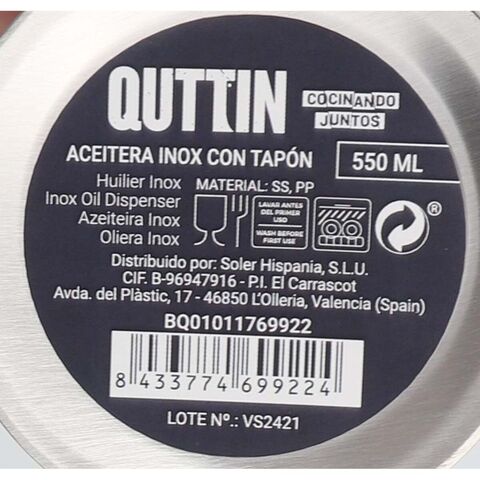 QUTTIN
COCINANDO
JUNTOS
ACEITERA INOX CON TAPÓN
550 ML
Huilier Inox
Inox Oil Dispenser
Azeiteira Inox
Oliera Inox
MATERIAL: SS, PP
LAVAR ANTES
DEL PRIMER
USO
WASH BEFORE
FIRST USE
®
Distribuido por: Soler Hispania, S.L.U.
CIF. B-96947916 - P.I. El Carrascot
Avda. del Plàstic, 17 - 46850 L'Olleria, Valencia (Spain)
BQ01011769922
8 433774 699224
LOTE Nº.: VS2421